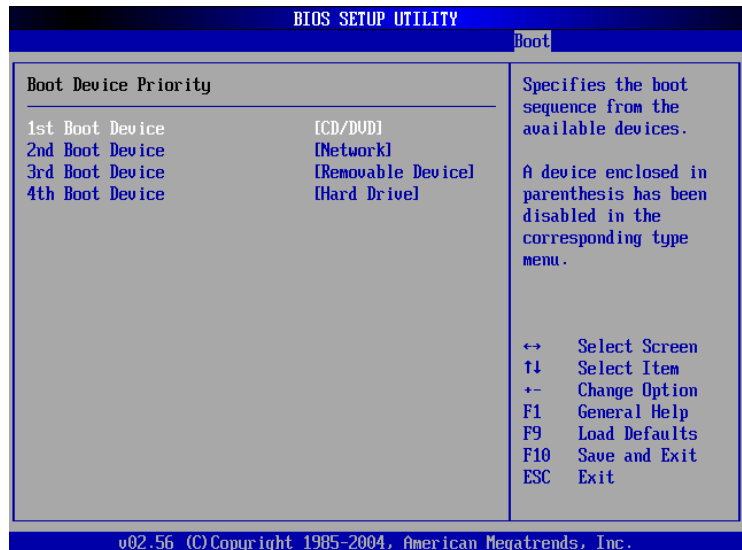 BIOS SETUP UTILITY
Boot
Boot Device Priority
1st Boot Device [CD/DVD]
2nd Boot Device [Network]
3rd Boot Device [Removable Device]
4th Boot Device [Hard Drive]
Specifies the boot
sequence from the
available devices.
A device enclosed in
parenthesis has been
disabled in the
corresponding type
menu.
↔ Select Screen
↑↓ Select Item
+- Change Option
F1 General Help
F9 Load Defaults
F10 Save and Exit
ESC Exit
v02.56 (C)Copyright 1985-2004, American Megatrends, Inc.